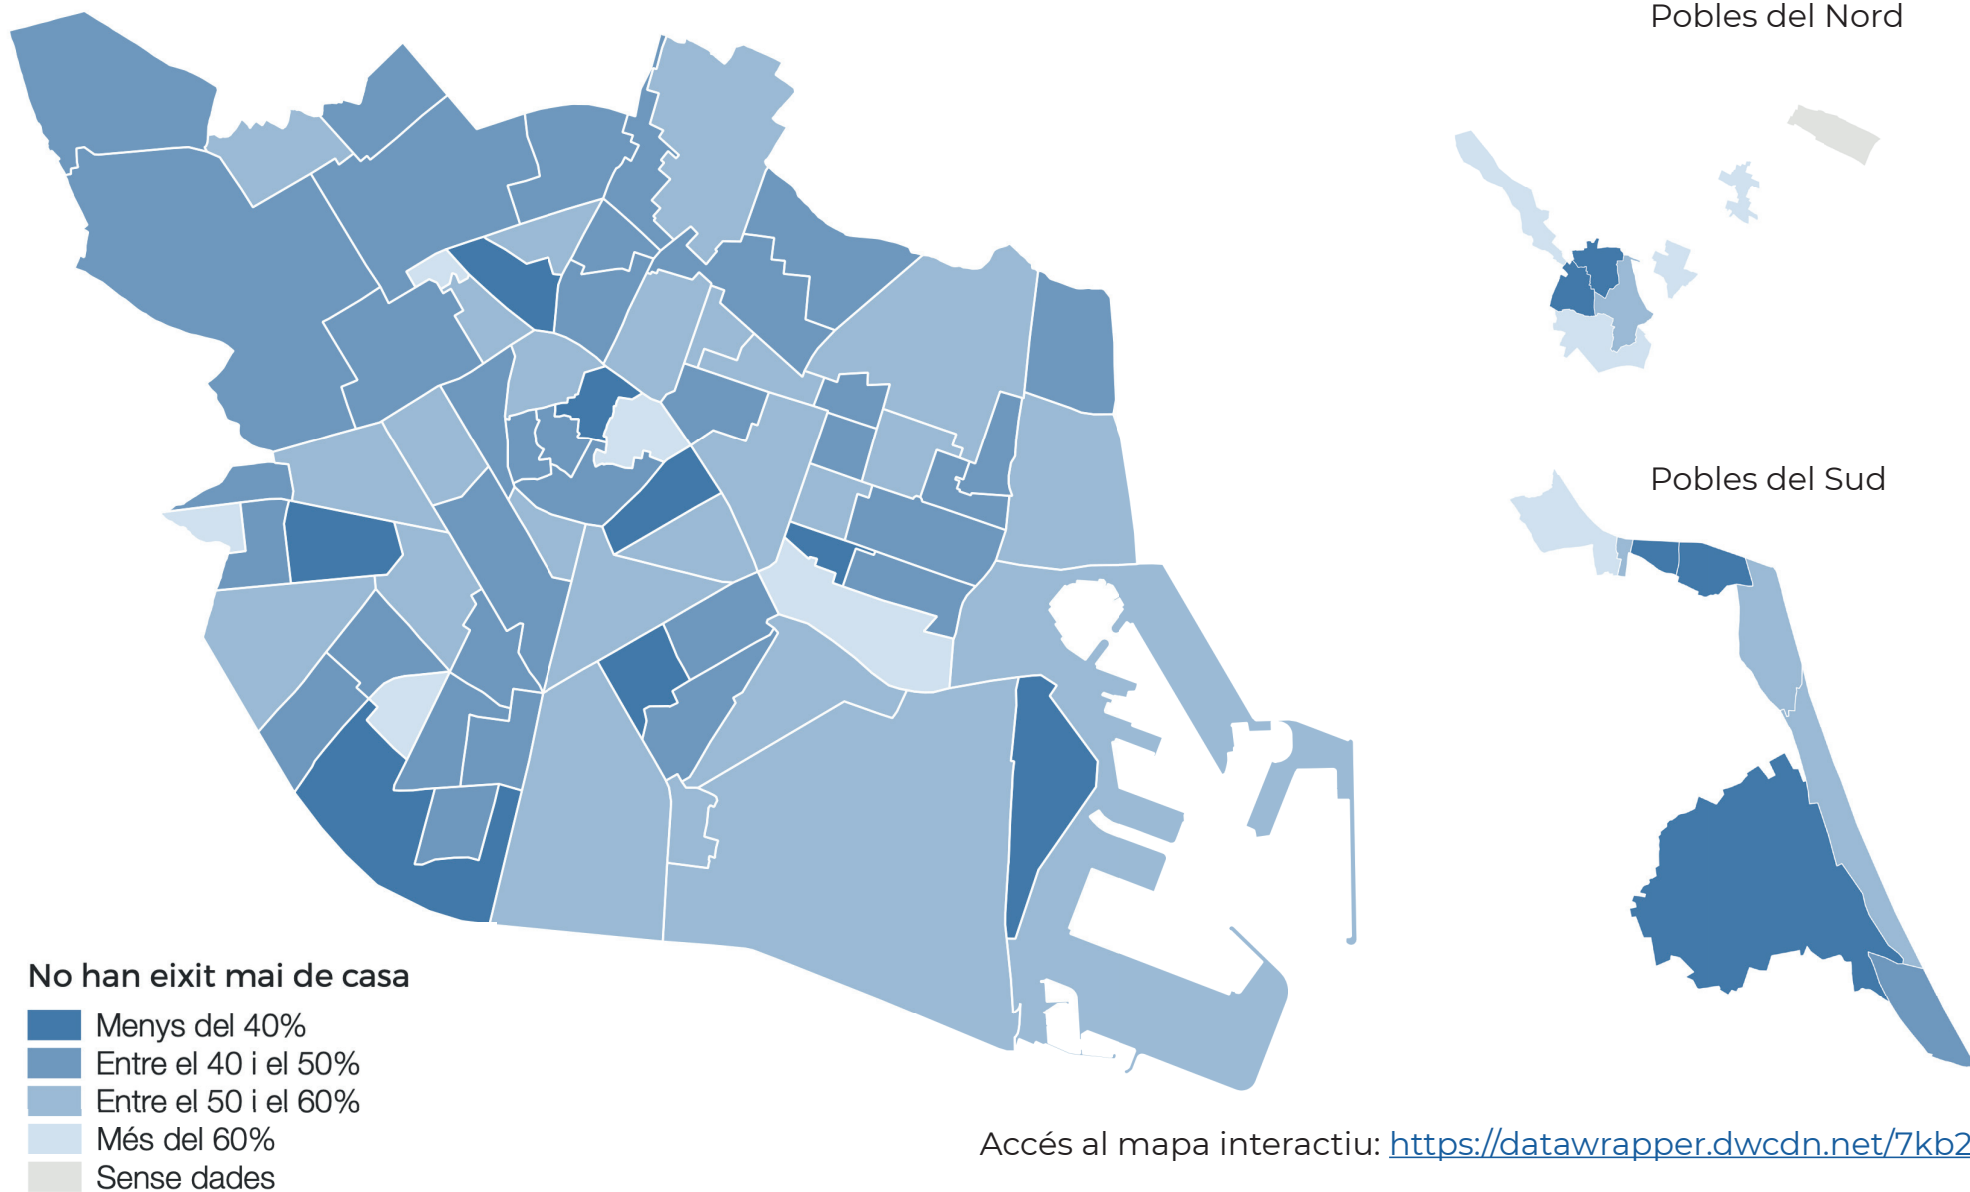 Pobles del Nord
Pobles del Sud
No han eixit mai de casa
Menys del 40%
Entre el 40 i el 50%
Entre el 50 i el 60%
Més del 60%
Sense dades
Accés al mapa interactiu: https://datawrapper.dwcdn.net/7kb2